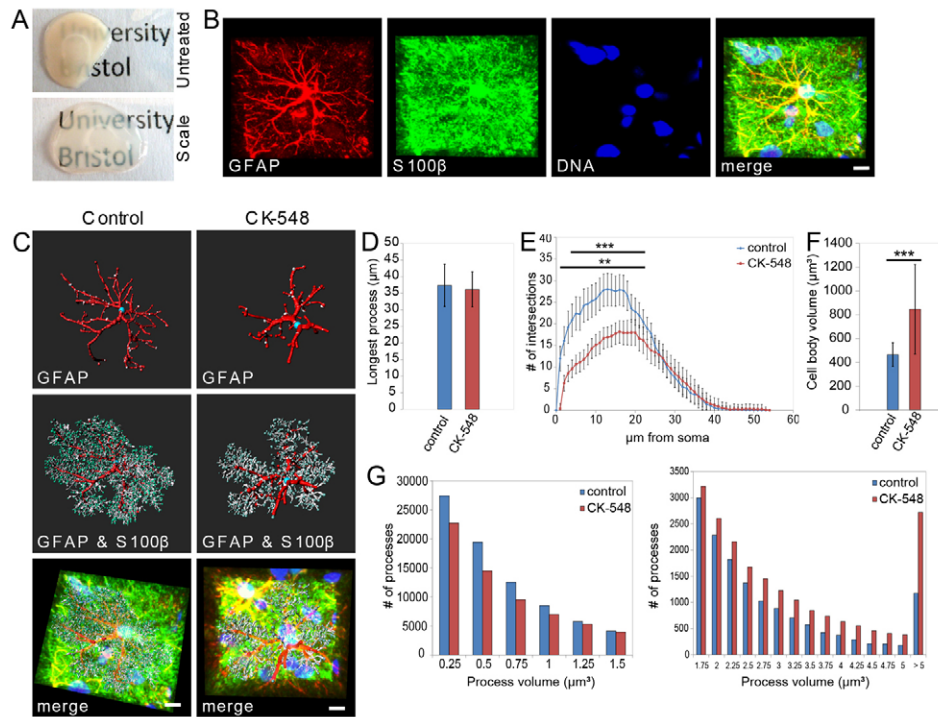 A
University
Bristol
Untreated
University
Bristol
Scale
B
GFAP
S100β
DNA
merge
C
Control
CK-548
GFAP
GFAP
GFAP & S100β
GFAP & S100β
merge
merge
D
Longest process (µm)
50
45
40
35
30
25
20
15
10
5
0
control
CK-548
E
# of intersections
40
35
30
25
20
15
10
5
0
***
**
control
CK-548
0 10 20 30 40 50 60
µm from soma
F
Cell body volume (µm³)
1400
1200
1000
800
600
400
200
0
***
control
CK-548
G
# of processes
30000
25000
20000
15000
10000
5000
0
control
CK-548
0.25 0.5 0.75 1 1.25 1.5
Process volume (µm³)
# of processes
3500
3000
2500
2000
1500
1000
500
0
control
CK-548
1.75 2 2.25 2.5 2.75 3 3.25 3.5 3.75 4 4.25 4.5 4.75 5 > 5
Process volume (µm³)